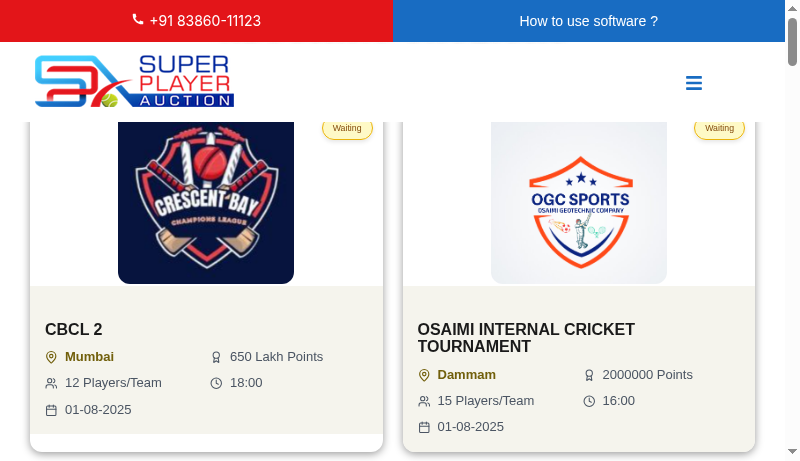 +91 83860-11123
How to use software ?
SUPER
PLAYER
AUCTION
Waiting
CRESCENT BAY
CHAMPIONS LEAGUE
CBCL 2
Mumbai
650 Lakh Points
12 Players/Team
18:00
01-08-2025
Waiting
OGC SPORTS
OSAIMI GEOTECHNIC COMPANY
OSAIMI INTERNAL CRICKET
TOURNAMENT
Dammam
2000000 Points
15 Players/Team
16:00
01-08-2025